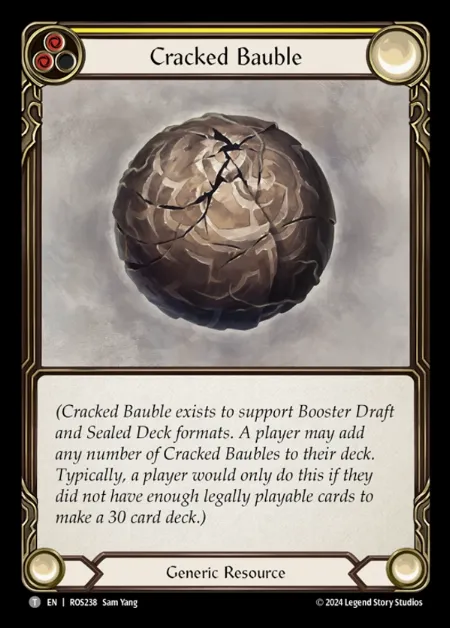 Cracked Bauble
(Cracked Bauble exists to support Booster Draft
and Sealed Deck formats. A player may add
any number of Cracked Baubles to their deck.
Typically, a player would only do this if they
did not have enough legally playable cards to
make a 30 card deck.)
Generic Resource
T EN | ROS238 Sam Yang
© 2024 Legend Story Studios